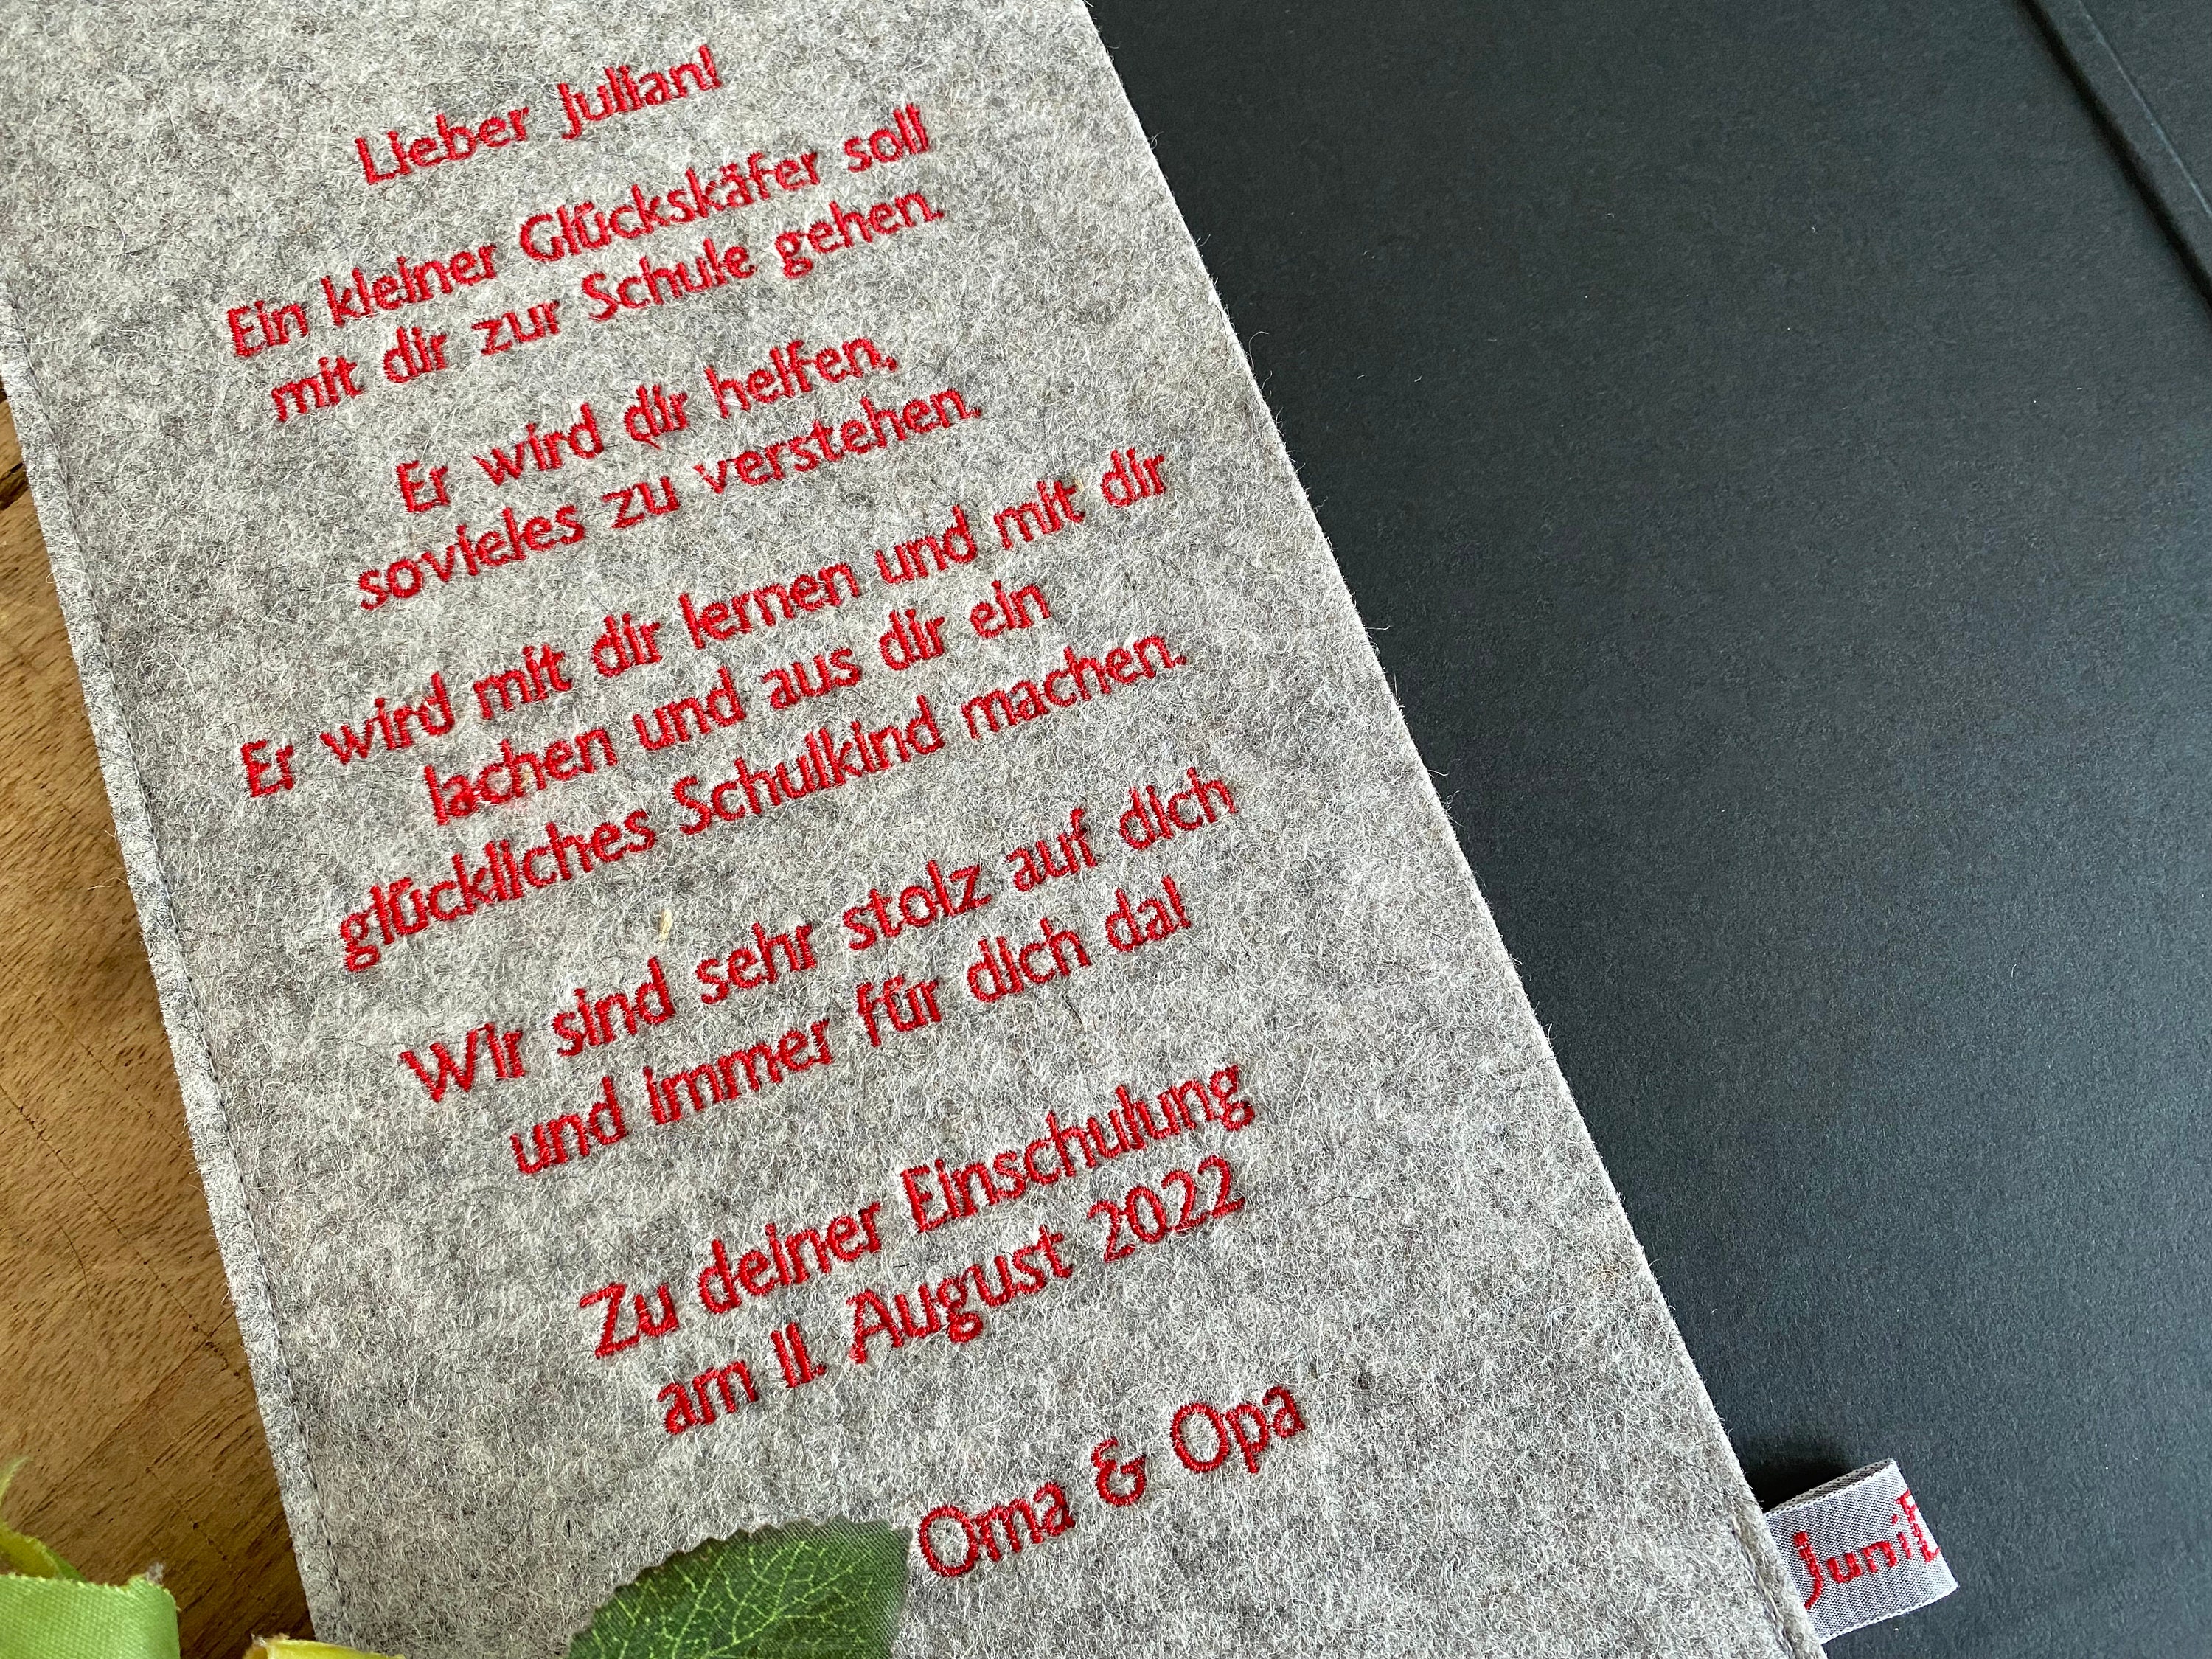 Lieber Julian!
Ein kleiner Glückskäfer soll
mit dir zur Schule gehen.
Er wird dir helfen,
sovieles zu verstehen.
Er wird mit dir lernen und mit dir
lachen und aus dir ein
glückliches Schulkind machen.
Wir sind sehr stolz auf dich
und immer für dich da!
Zu deiner Einschulung
am 11. August 2022
Oma & Opa